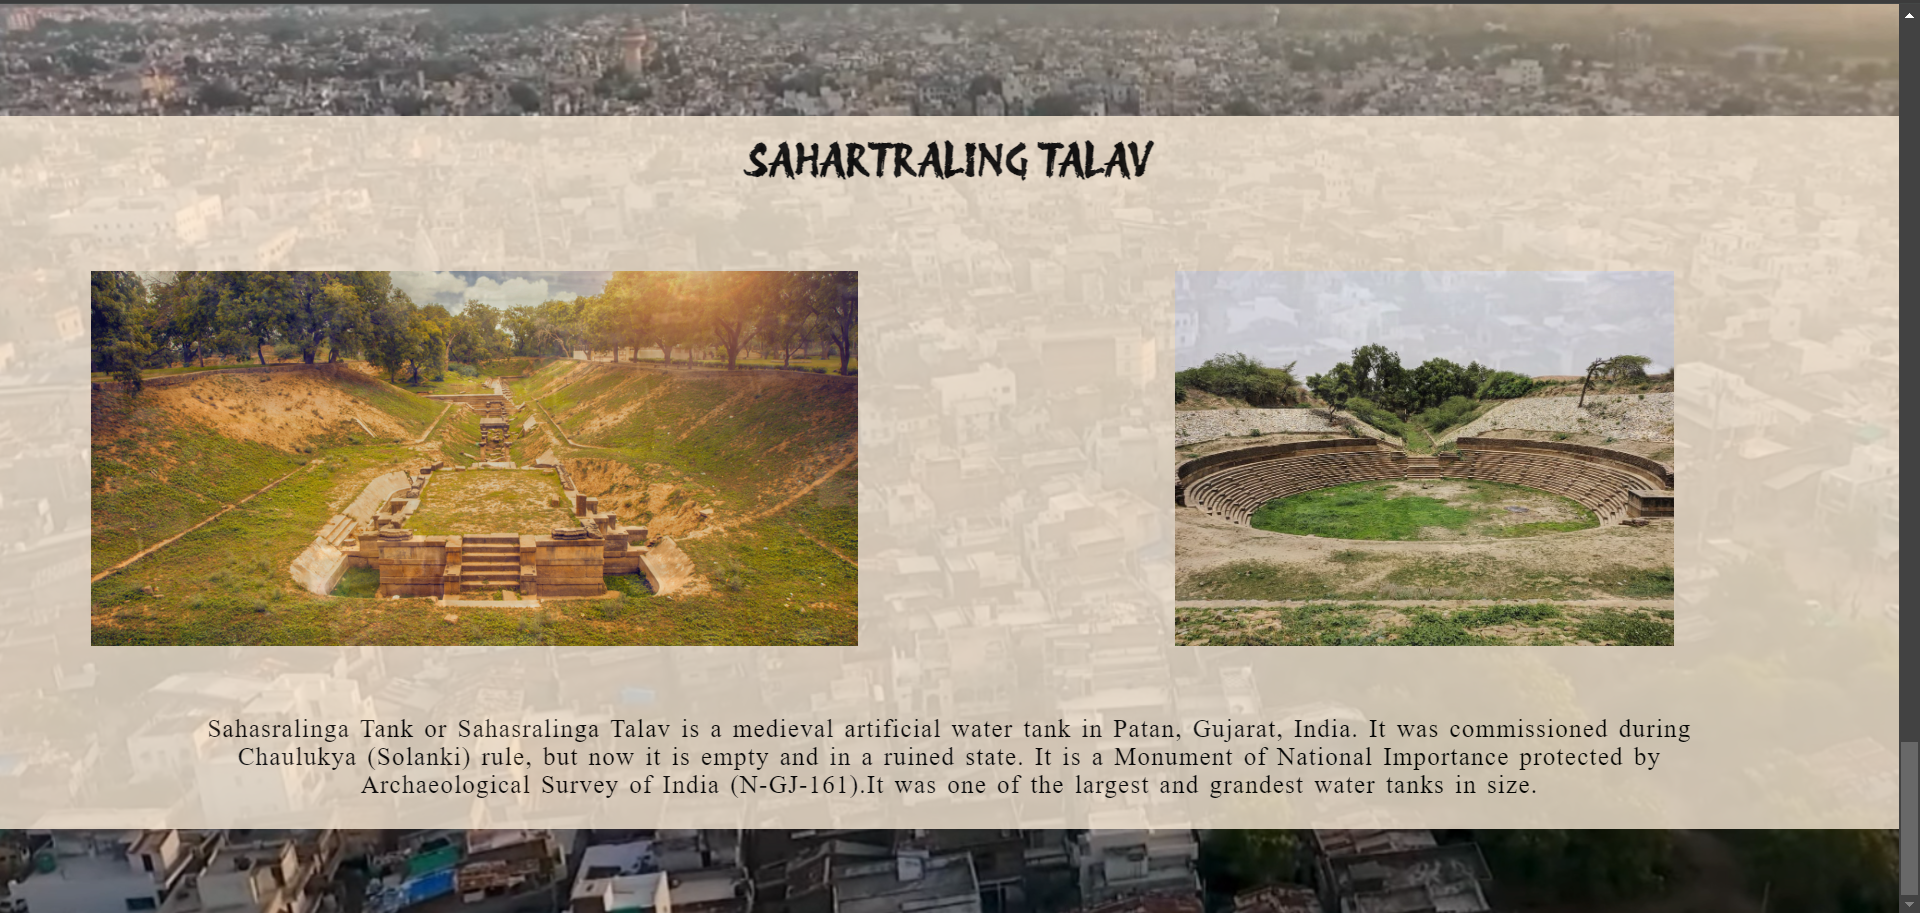 SAHARTRALING TALAV
Sahasralinga Tank or Sahasralinga Talav is a medieval artificial water tank in Patan, Gujarat, India. It was commissioned during
Chaulukya (Solanki) rule, but now it is empty and in a ruined state. It is a Monument of National Importance protected by
Archaeological Survey of India (N-GJ-161).It was one of the largest and grandest water tanks in size.